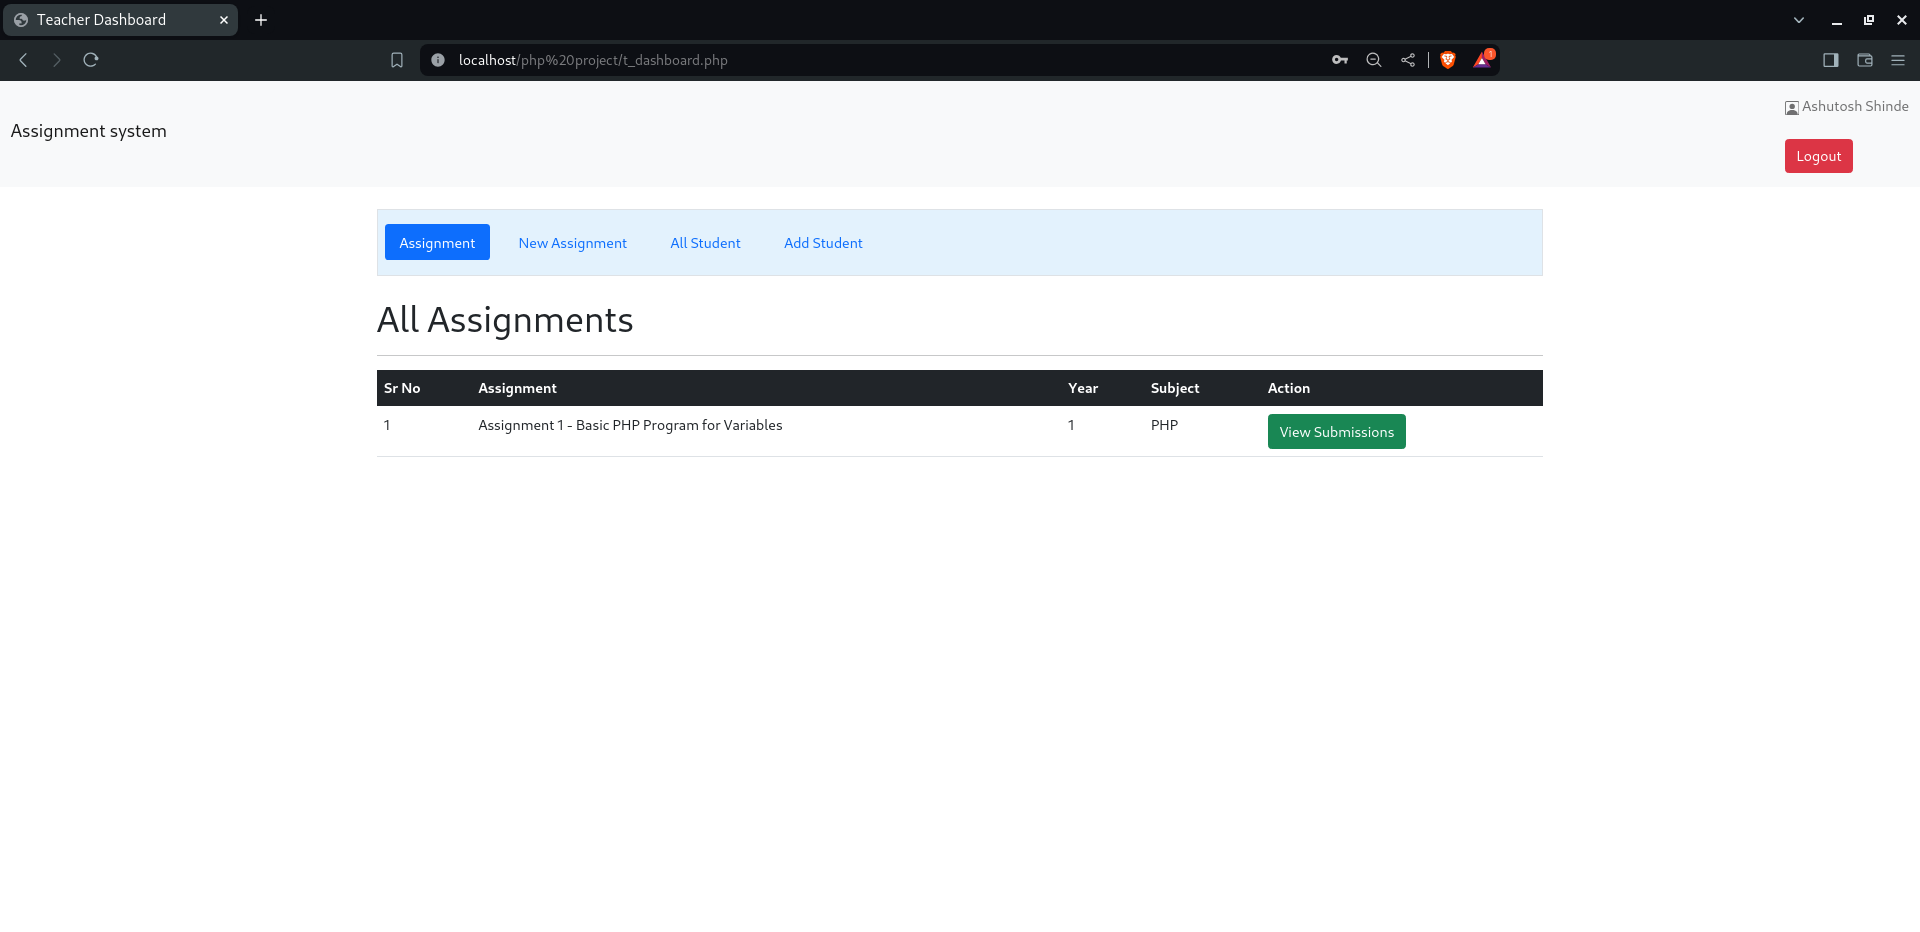 Teacher Dashboard
localhost/php%20project/t_dashboard.php
1
Ashutosh Shinde
Assignment system
Logout
Assignment New Assignment All Student Add Student
All Assignments
Sr No Assignment Year Subject Action
1 Assignment 1 - Basic PHP Program for Variables 1 PHP View Submissions